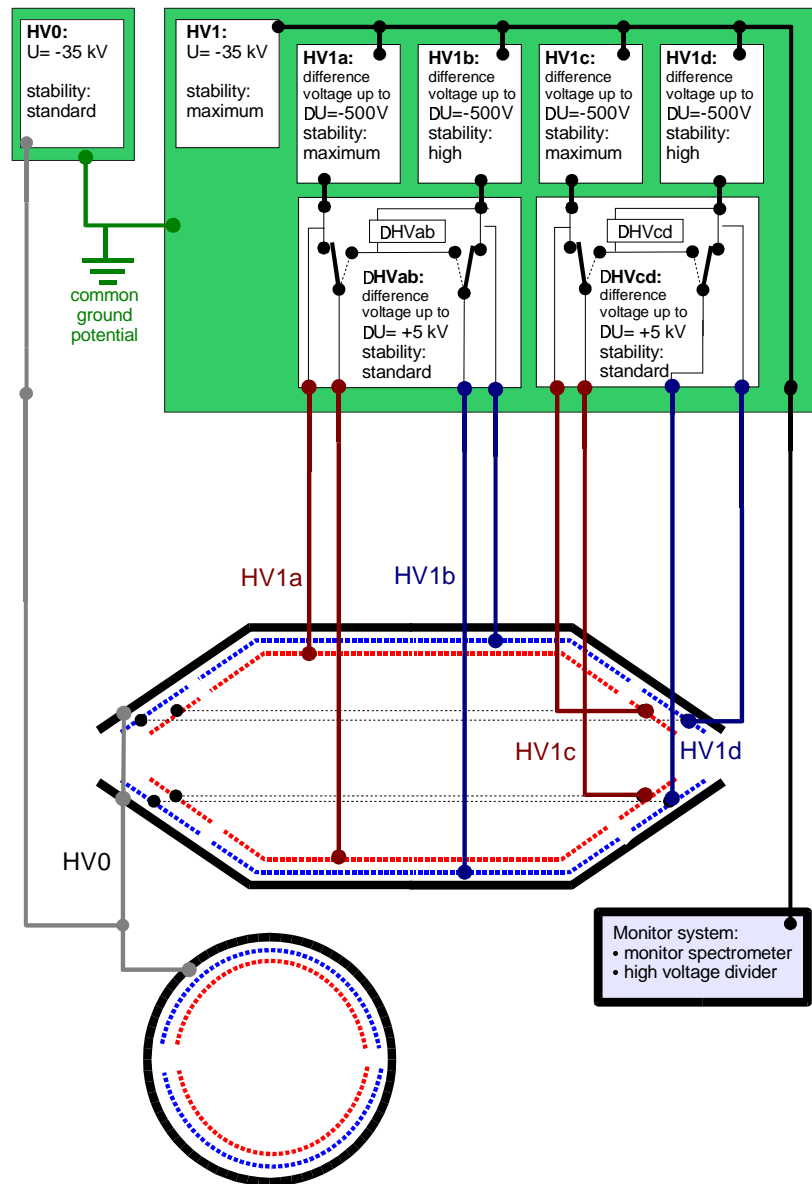 HV0:
U= -35 kV
stability:
standard
HV1:
U= -35 kV
stability:
maximum
HV1a:
difference
voltage up to
DU=-500V
stability:
maximum
HV1b:
difference
voltage up to
DU=-500V
stability:
high
HV1c:
difference
voltage up to
DU=-500V
stability:
maximum
HV1d:
difference
voltage up to
DU=-500V
stability:
high
DHVab
DHVab:
difference
voltage up to
DU= +5 kV
stability:
standard
DHVcd
DHVcd:
difference
voltage up to
DU= +5 kV
stability:
standard
common
ground
potential
HV1a
HV1b
HV1c
HV1d
HV0
Monitor system:
• monitor spectrometer
• high voltage divider